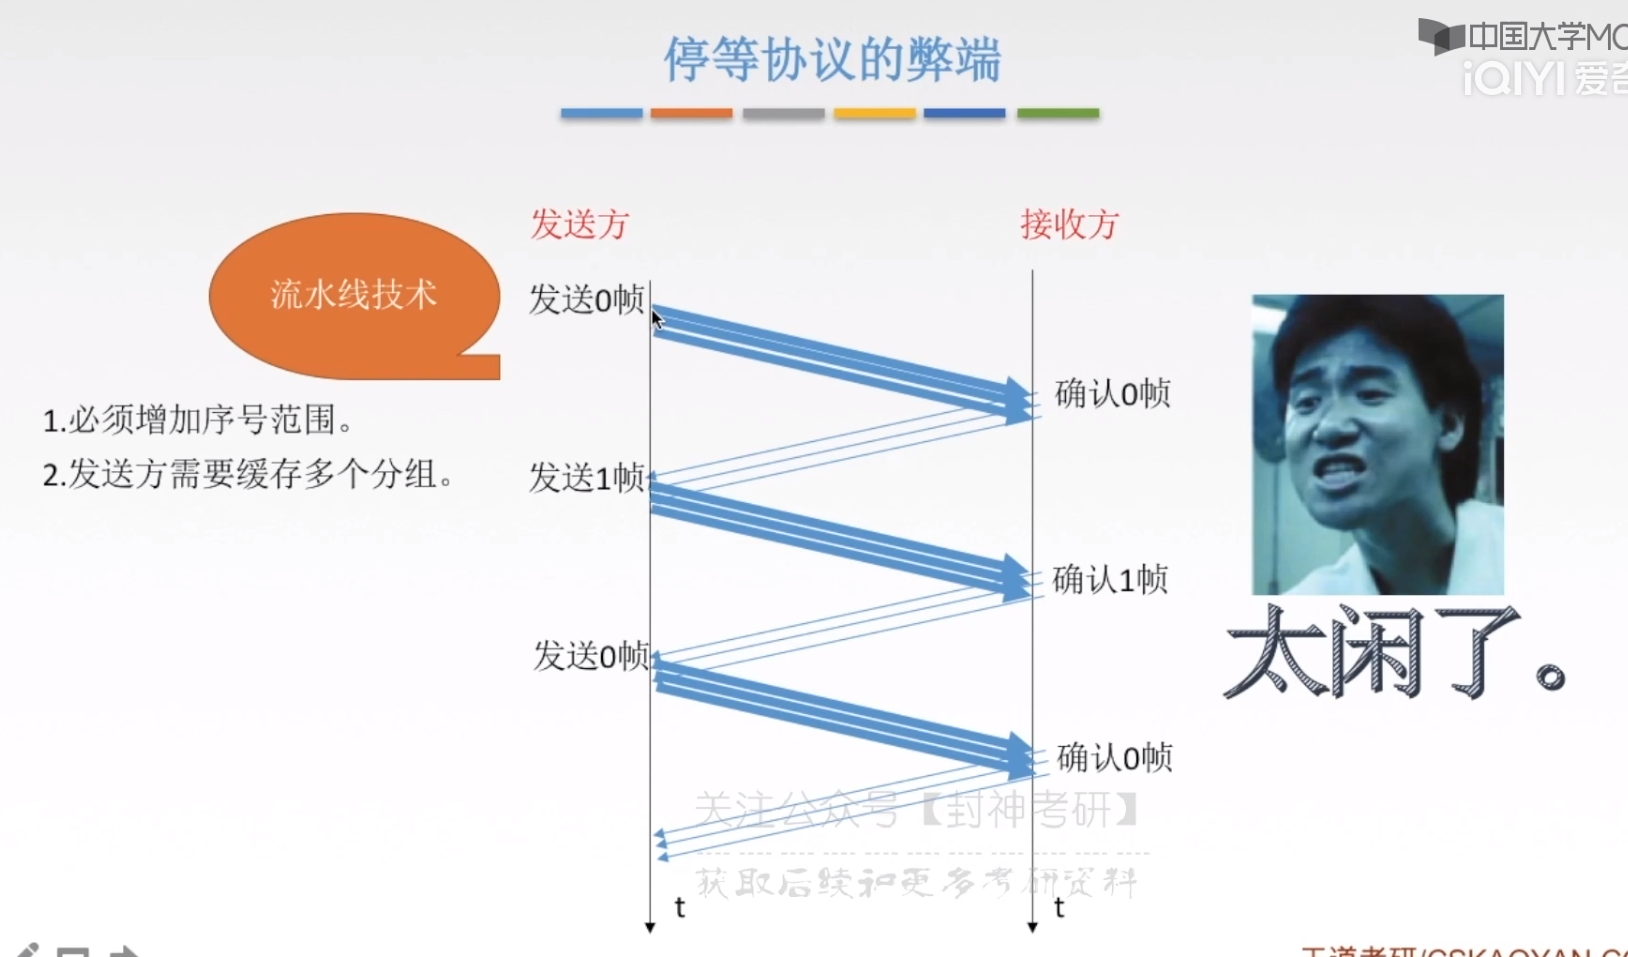 停等协议的弊端
中国大学MO
iQIYI 爱奇
发送方
接收方
流水线技术
发送0帧
确认0帧
1.必须增加序号范围。
2.发送方需要缓存多个分组。
发送1帧
确认1帧
太闲了。
发送0帧
确认0帧
关注公众号【封神考研】
获取后续和更多考研资料
t
t
王道考研/CSKAOYAN.CO